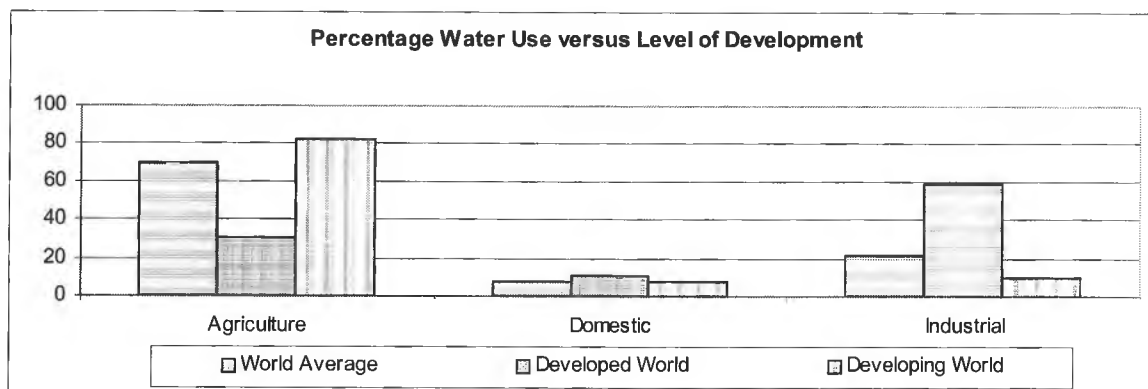 Percentage Water Use versus Level of Development
100
80
60
40
20
0
Agriculture Domestic Industrial
World Average Developed World Developing World